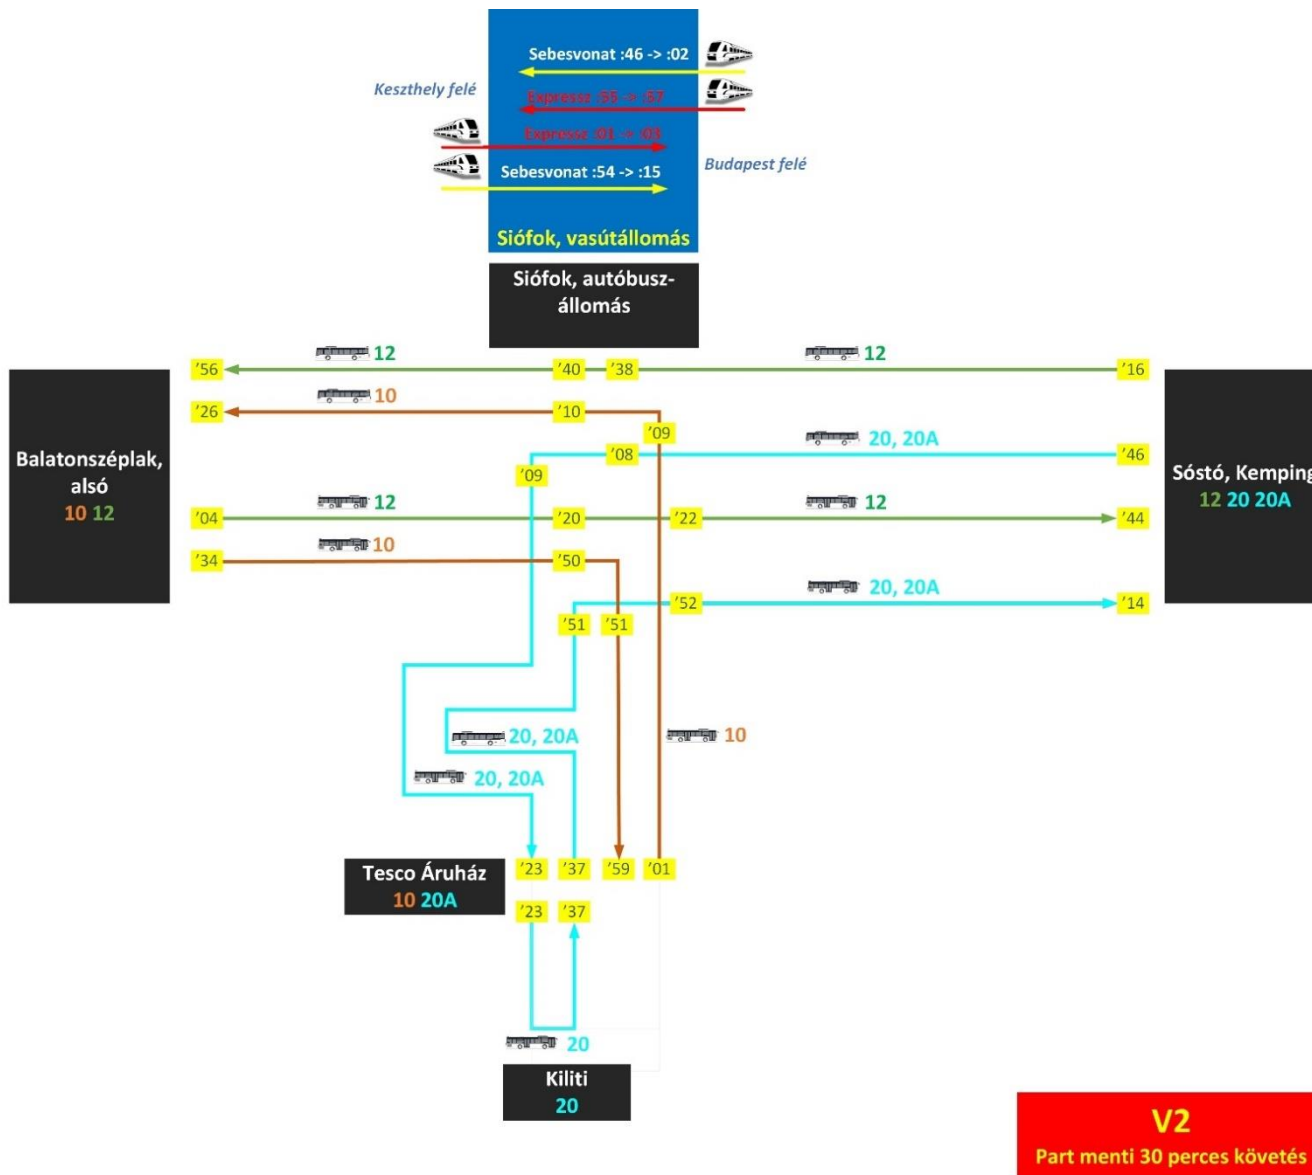 Sebesvonat :46 -> :02
Keszthely felé
Expressz :55 -> :57
Expressz :01 -> :03
Budapest felé
Sebesvonat :54 -> :15
Siófok, vasútállomás
Siófok, autóbusz-
állomás
12
12
'56
'40
'38
'16
10
'26
'10
'09
20, 20A
'08
'46
'09
Balatonszéplak,
alsó
10 12
Sóstó, Kemping
12 20 20A
12
12
'04
'20
'22
'44
10
'34
'50
20, 20A
'52
'14
'51
'51
20, 20A
10
20, 20A
Tesco Áruház
10 20A
'23
'37
'59
'01
'23
'37
20
Kiliti
20
V2
Part menti 30 perces követés